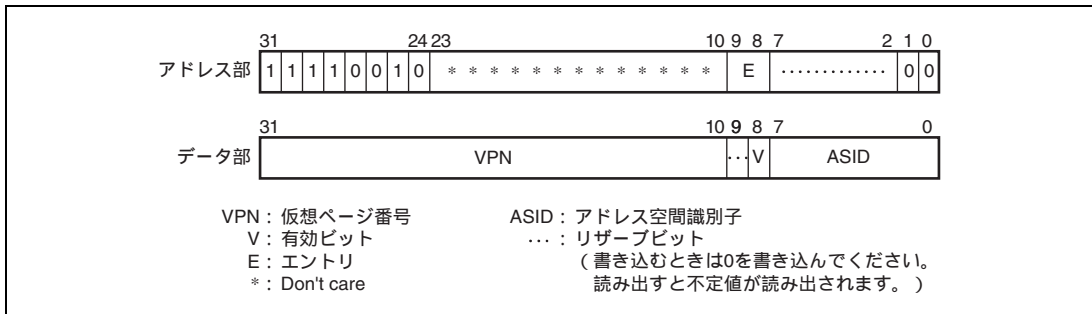 31 24 23 10 9 8 7 2 1 0
アドレス部 1 1 1 1 0 0 1 0 * * * * * * * * * * * * * * E ............. 0 0
31 10 9 8 7 0
データ部 VPN ... V ASID
VPN : 仮想ページ番号 ASID : アドレス空間識別子
V : 有効ビット ... : リザーブビット
E : エントリ ( 書き込むときは0を書き込んでください。
* : Don't care 読み出すと不定値が読み出されます。)